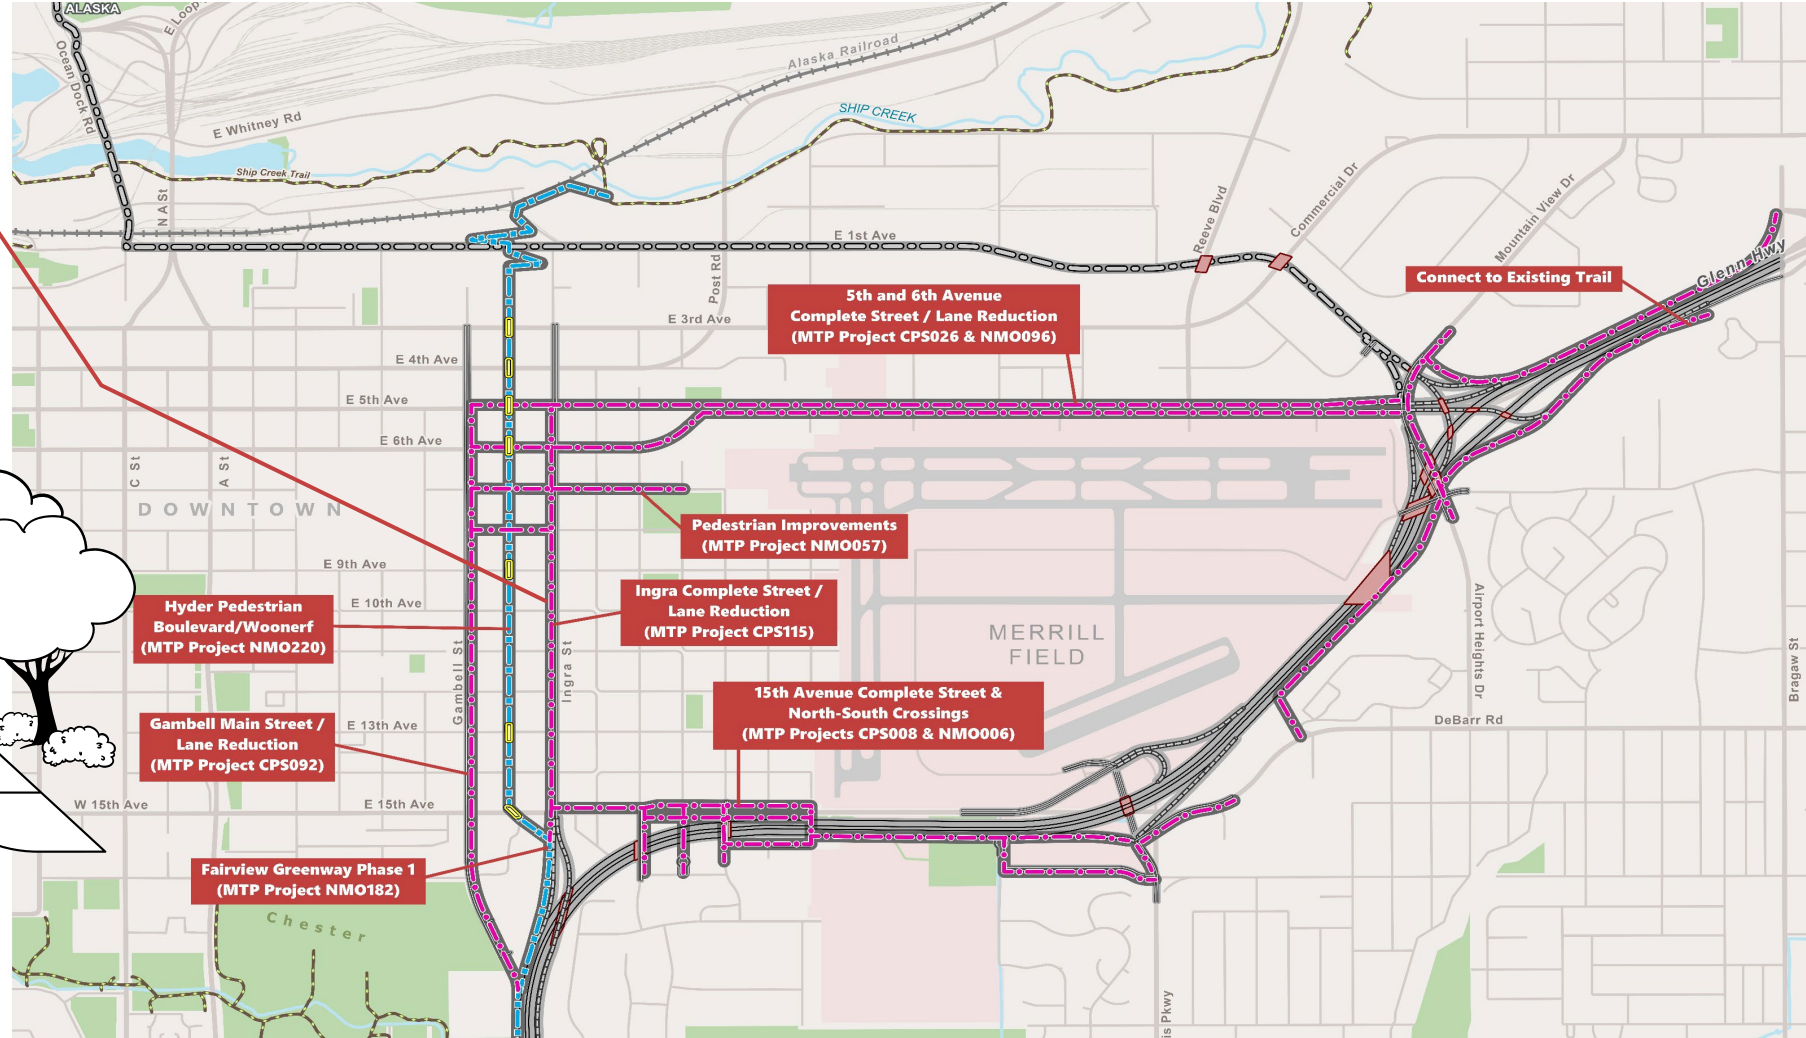 ALASKA
E Loop
Ocean Dock Rd
Alaska Railroad
E Whitney Rd
SHIP CREEK
Ship Creek Trail
N A St
Commercial Dr
Mountain View Dr
Reeve Blvd
E 1st Ave
Post Rd
Glenn Hwy
Connect to Existing Trail
5th and 6th Avenue
Complete Street / Lane Reduction
(MTP Project CPS026 & NMO096)
E 3rd Ave
E 4th Ave
E 5th Ave
E 6th Ave
C St
A St
DOWNTOWN
Pedestrian Improvements
(MTP Project NMO057)
E 9th Ave
Hyder Pedestrian
Boulevard/Woonerf
(MTP Project NMO220)
E 10th Ave
Ingra Complete Street /
Lane Reduction
(MTP Project CPS115)
MERRILL
FIELD
Airport Heights Dr
Bragaw St
Gambell St
Ingra St
15th Avenue Complete Street &
North-South Crossings
(MTP Projects CPS008 & NMO006)
Gambell Main Street /
Lane Reduction
(MTP Project CPS092)
E 13th Ave
DeBarr Rd
W 15th Ave
E 15th Ave
Fairview Greenway Phase 1
(MTP Project NMO182)
Chester
is Pkwy